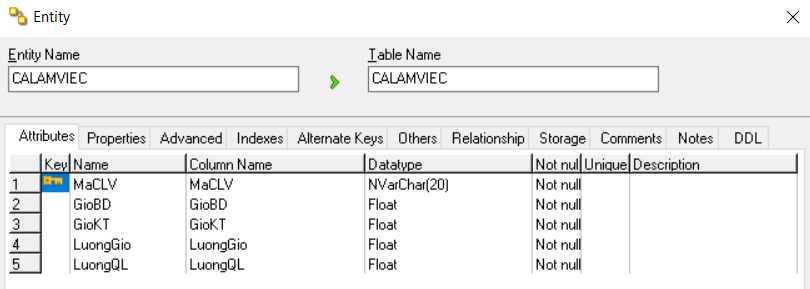 Entity
Entity Name Table Name
CALAMVIEC CALAMVIEC
Attributes Properties Advanced Indexes Alternate Keys Others Relationship Storage Comments Notes DDL
Key Name Column Name Datatype Not nul Unique Description
1 MaCLV MaCLV NVarChar(20) Not null
2 GioBD GioBD Float Not null
3 GioKT GioKT Float Not null
4 LuongGio LuongGio Float Not null
5 LuongQL LuongQL Float Not null